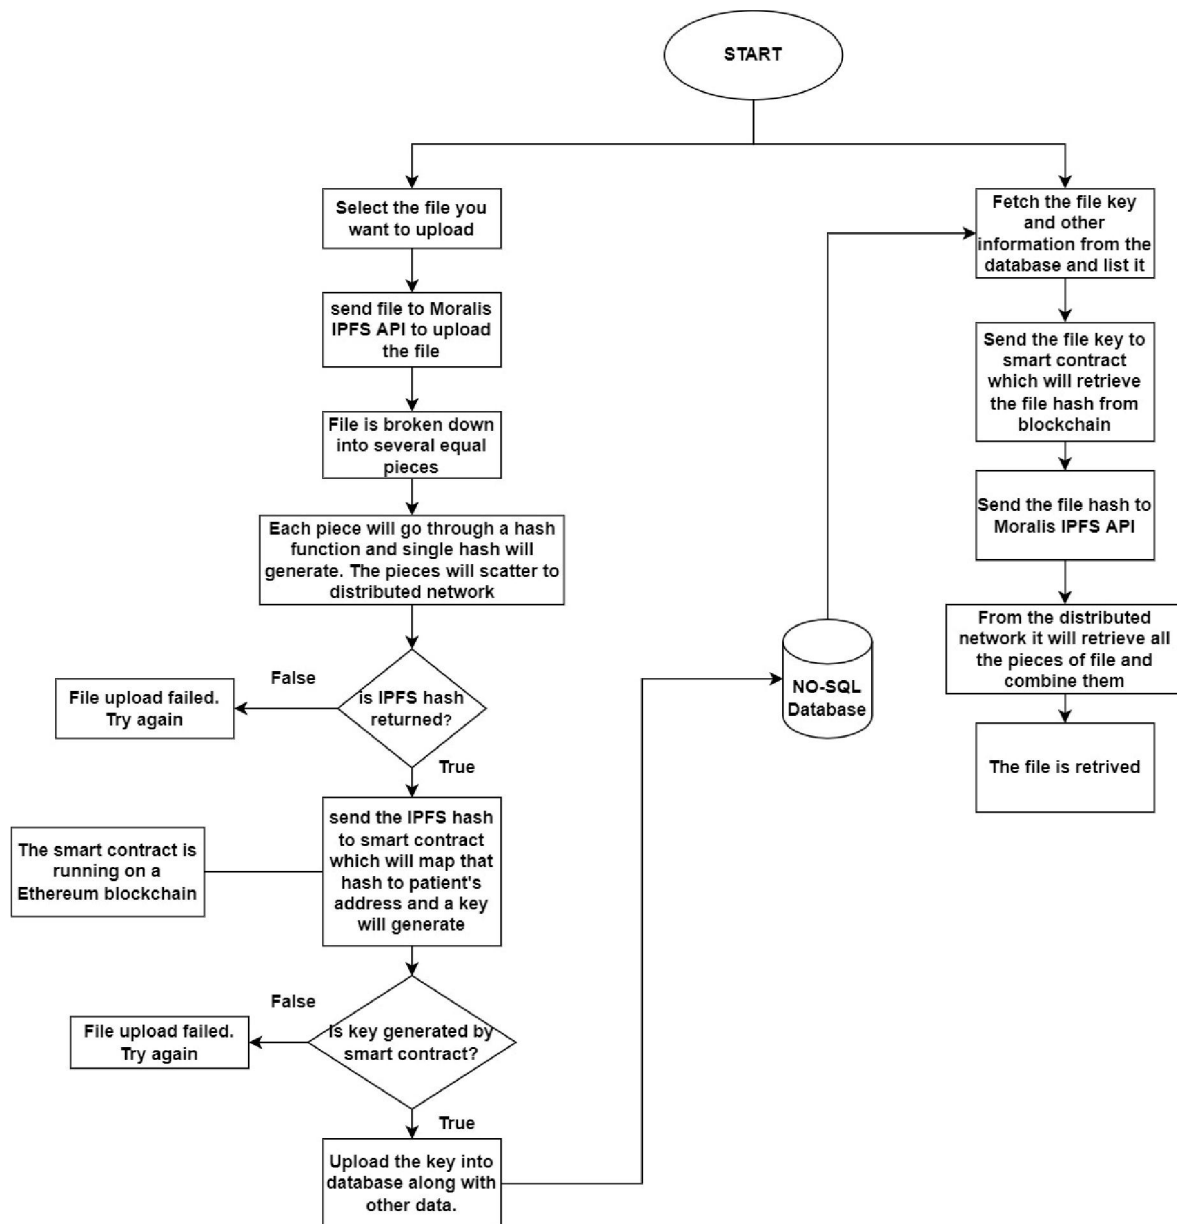 START
Select the file you
want to upload
send file to Moralis
IPFS API to upload
the file
File is broken down
into several equal
pieces
Each piece will go through a hash
function and single hash will
generate. The pieces will scatter to
distributed network
False
File upload failed.
Try again
is IPFS hash
returned?
True
The smart contract is
running on a
Ethereum blockchain
send the IPFS hash
to smart contract
which will map that
hash to patient's
address and a key
will generate
False
File upload failed.
Try again
Is key generated by
smart contract?
True
Upload the key into
database along with
other data.
NO-SQL
Database
Fetch the file key
and other
information from the
database and list it
Send the file key to
smart contract
which will retrieve
the file hash from
blockchain
Send the file hash to
Moralis IPFS API
From the distributed
network it will retrieve all
the pieces of file and
combine them
The file is retrived